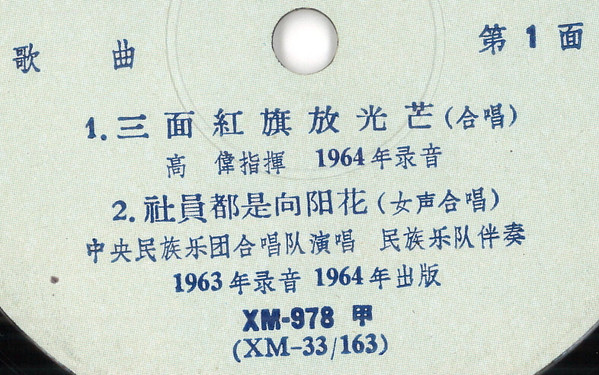 歌 曲 第 1 面
1. 三面紅旗放光芒(合唱)
高 偉指揮 1964年录音
2. 社員都是向阳花(女声合唱)
中央民族乐团合唱队演唱 民族乐队伴奏
1963年录音 1964年出版
XM-978 甲
(XM-33/163)